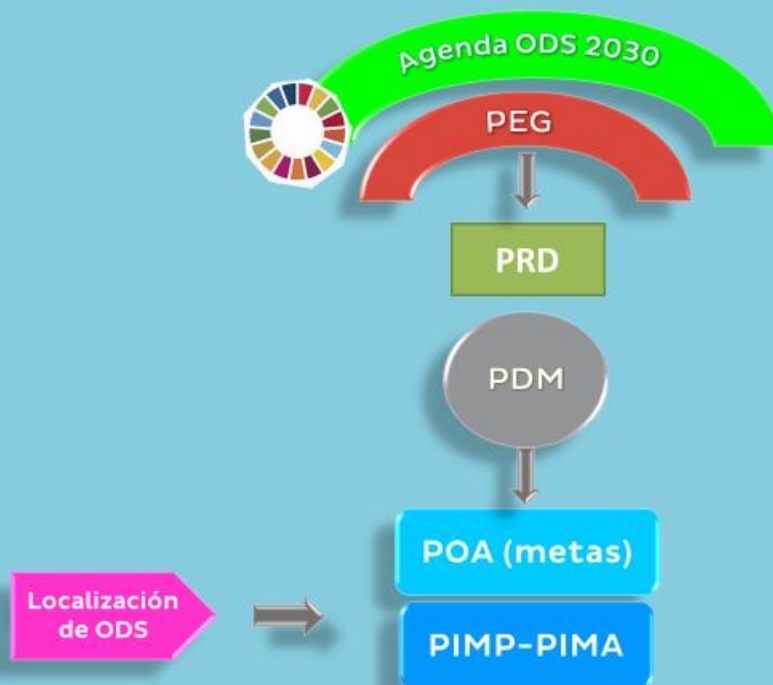 Agenda ODS 2030
PEG
PRD
PDM
POA (metas)
Localización
de ODS
PIMP-PIMA